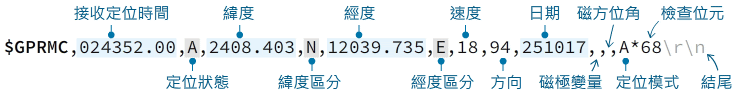 接收定位時間 緯度 經度 速度 日期 磁方位角 檢查位元
$GPRMC,024352.00,A,2408.403,N,12039.735,E,18,94,251017,,,A*68\r\n
定位狀態 緯度區分 經度區分 方向 磁極變量 定位模式 結尾